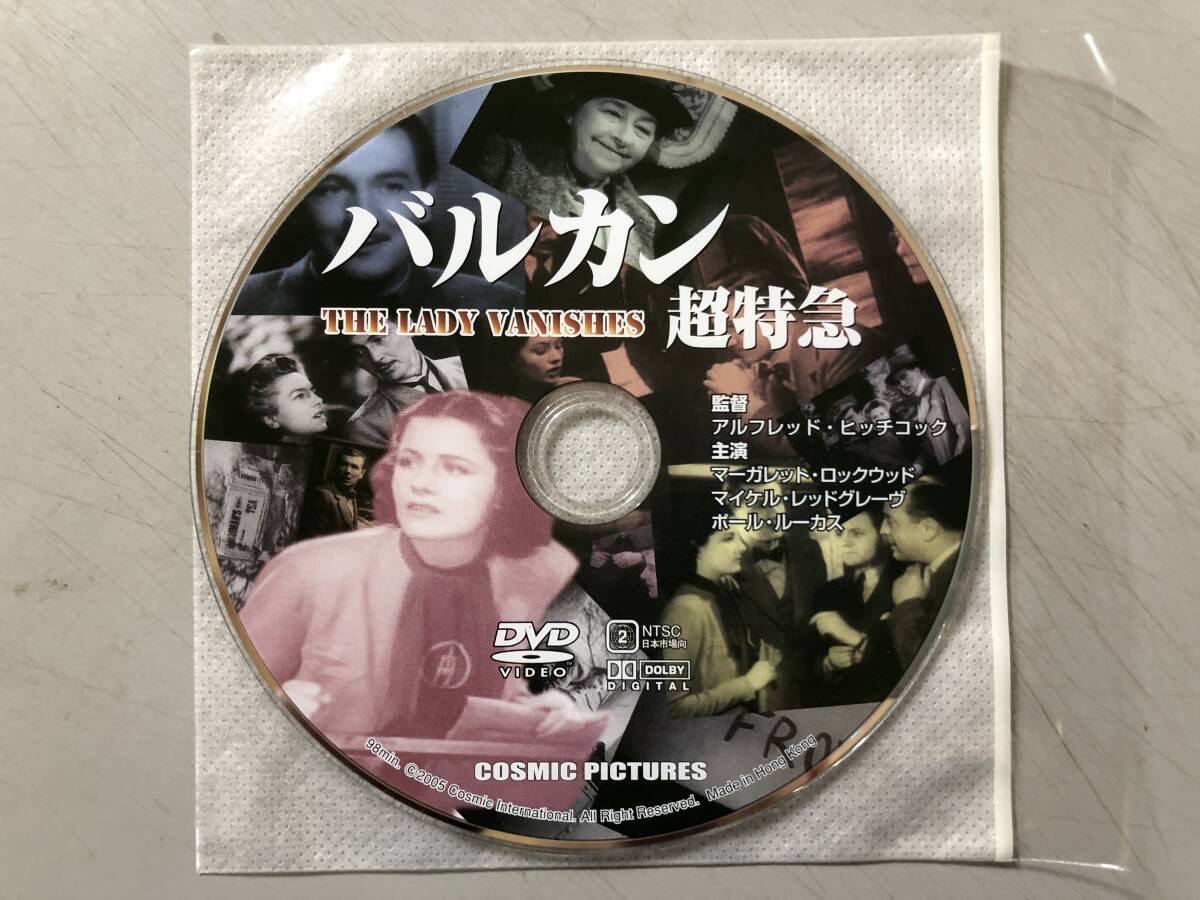 バルカン
超特急
THE LADY VANISHES
監督
アルフレッド・ヒッチコック
主演
マーガレット・ロックウッド
マイケル・レッドグレーヴ
ポール・ルーカス
DVD
VIDEO™
2
NTSC
日本市場向
DOLBY
DIGITAL
COSMIC PICTURES
98min. ©2005 Cosmic International. All Right Reserved. Made in Hong Kong